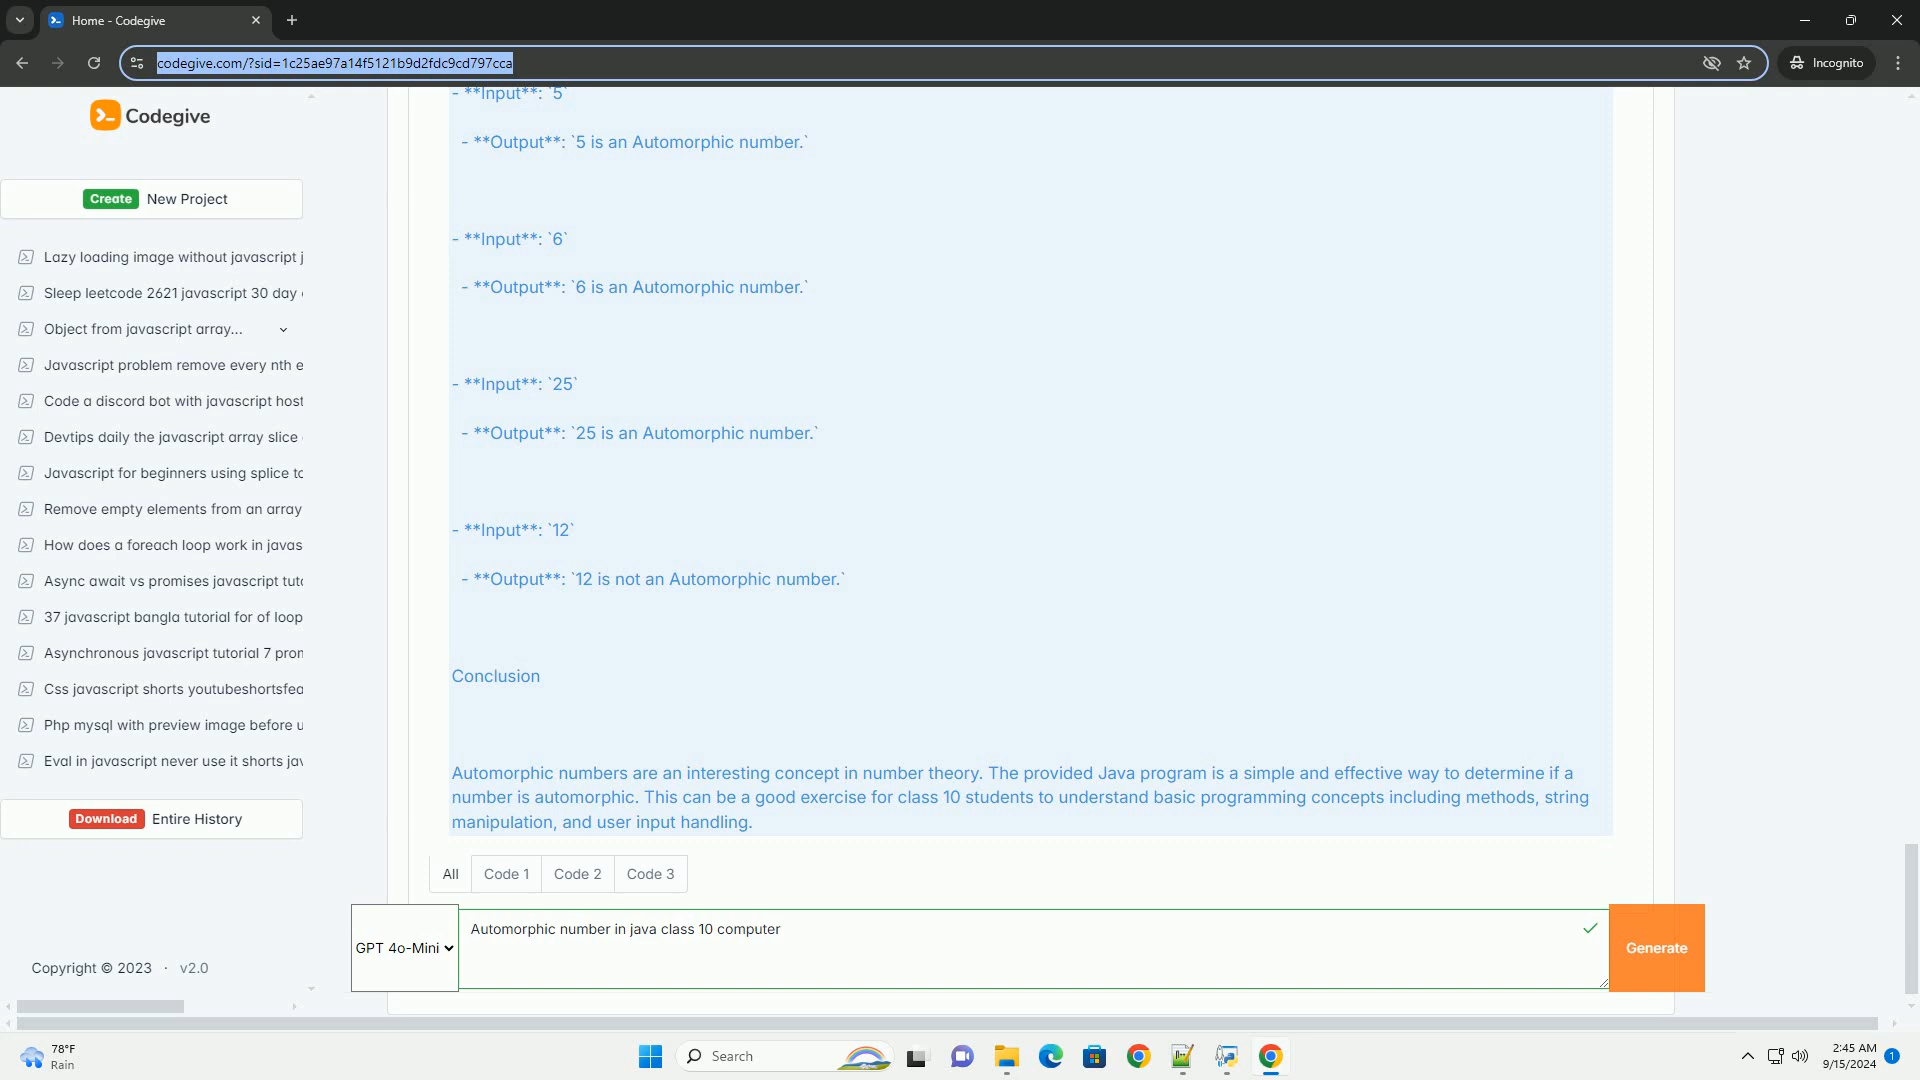 Home - Codegive
codegive.com/?sid=1c25ae97a14f5121b9d2fdc9cd797cca
Incognito
Codegive
Create New Project
Lazy loading image without javascript j
Sleep leetcode 2621 javascript 30 day
Object from javascript array...
Javascript problem remove every nth e
Code a discord bot with javascript host
Devtips daily the javascript array slice
Javascript for beginners using splice to
Remove empty elements from an array
How does a foreach loop work in javas
Async await vs promises javascript tuto
37 javascript bangla tutorial for of loop
Asynchronous javascript tutorial 7 pron
Css javascript shorts youtubeshortsfea
Php mysql with preview image before u
Eval in javascript never use it shorts jav
Download Entire History
Copyright © 2023 · v2.0
- **Input**: `5`
- **Output**: `5 is an Automorphic number.`
- **Input**: `6`
- **Output**: `6 is an Automorphic number.`
- **Input**: `25`
- **Output**: `25 is an Automorphic number.`
- **Input**: `12`
- **Output**: `12 is not an Automorphic number.`
Conclusion
Automorphic numbers are an interesting concept in number theory. The provided Java program is a simple and effective way to determine if a
number is automorphic. This can be a good exercise for class 10 students to understand basic programming concepts including methods, string
manipulation, and user input handling.
All Code 1 Code 2 Code 3
GPT 4o-Mini
Automorphic number in java class 10 computer
Generate
78°F
Rain
Search
2:45 AM
9/15/2024
1